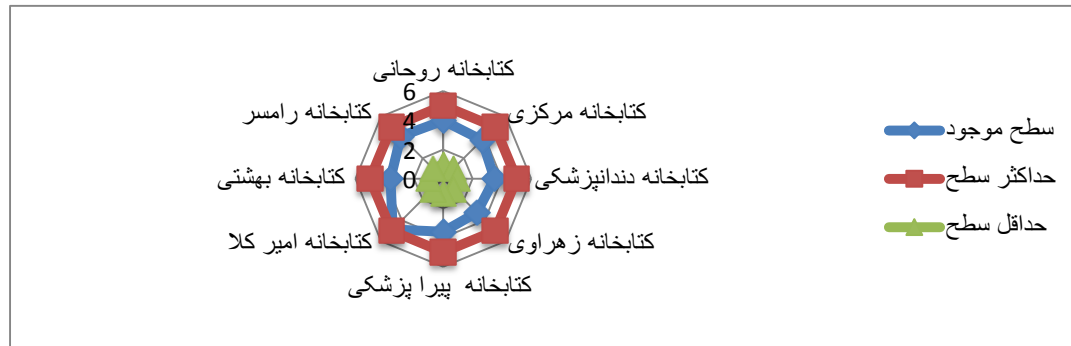 کتابخانه روحانی
کتابخانه مرکزی
کتابخانه دندانپزشکی
کتابخانه زهراوی
کتابخانه پیرا پزشکی
کتابخانه امیر کلا
کتابخانه بهشتی
کتابخانه رامسر
6
4
2
0
سطح موجود
حداکثر سطح
حداقل سطح